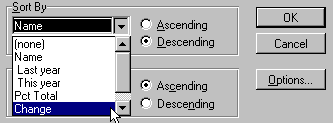 Sort By
Name
Ascending
Descending
(none)
Name
Last year
This year
Pct Total
Change
Ascending
Descending
OK
Cancel
Options...